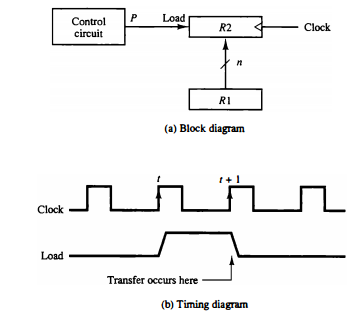 Control
circuit
P
Load
R2
Clock
n
R1
(a) Block diagram
t
t + 1
Clock
Load
Transfer occurs here
(b) Timing diagram